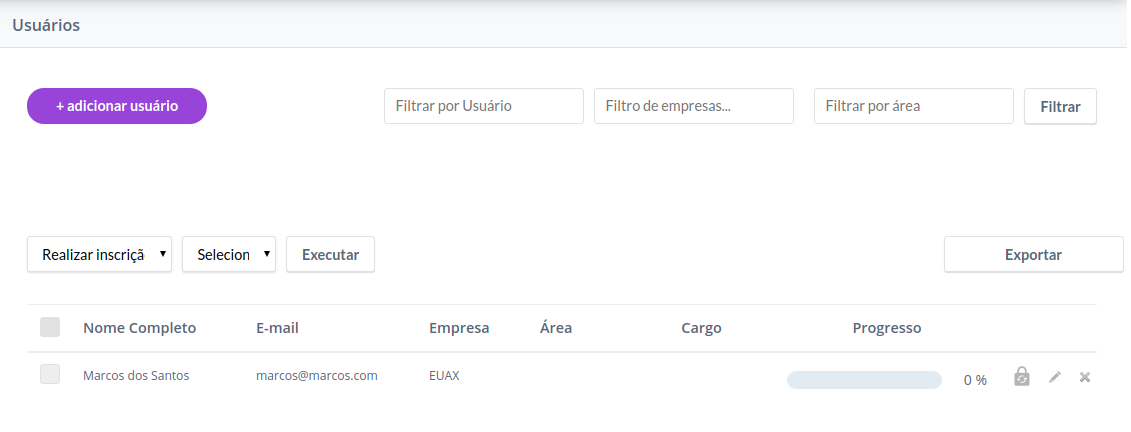 Usuários
+ adicionar usuário
Filtrar por Usuário
Filtro de empresas...
Filtrar por área
Filtrar
Realizar inscriçã
Selecion
Executar
Exportar
Nome Completo E-mail Empresa Área Cargo Progresso
Marcos dos Santos marcos@marcos.com EUAX 0 %